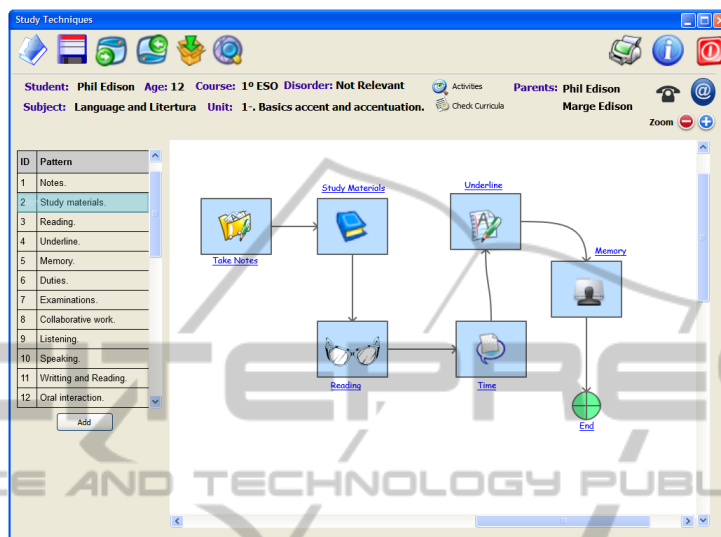 Study Techniques
Student: Phil Edison Age: 12 Course: 1º ESO Disorder: Not Relevant Activities Parents: Phil Edison
Subject: Language and Litertura Unit: 1-. Basics accent and accentuation. Check Curricula Marge Edison
Zoom
ID Pattern
1 Notes.
2 Study materials.
3 Reading.
4 Underline.
5 Memory.
6 Duties.
7 Examinations.
8 Collaborative work.
9 Listening.
10 Speaking.
11 Writting and Reading.
12 Oral interaction.
Add
Study Materials
Underline
Take Notes
Memory
Reading
Time
End
CE AND TECHNOLOGY PUBL